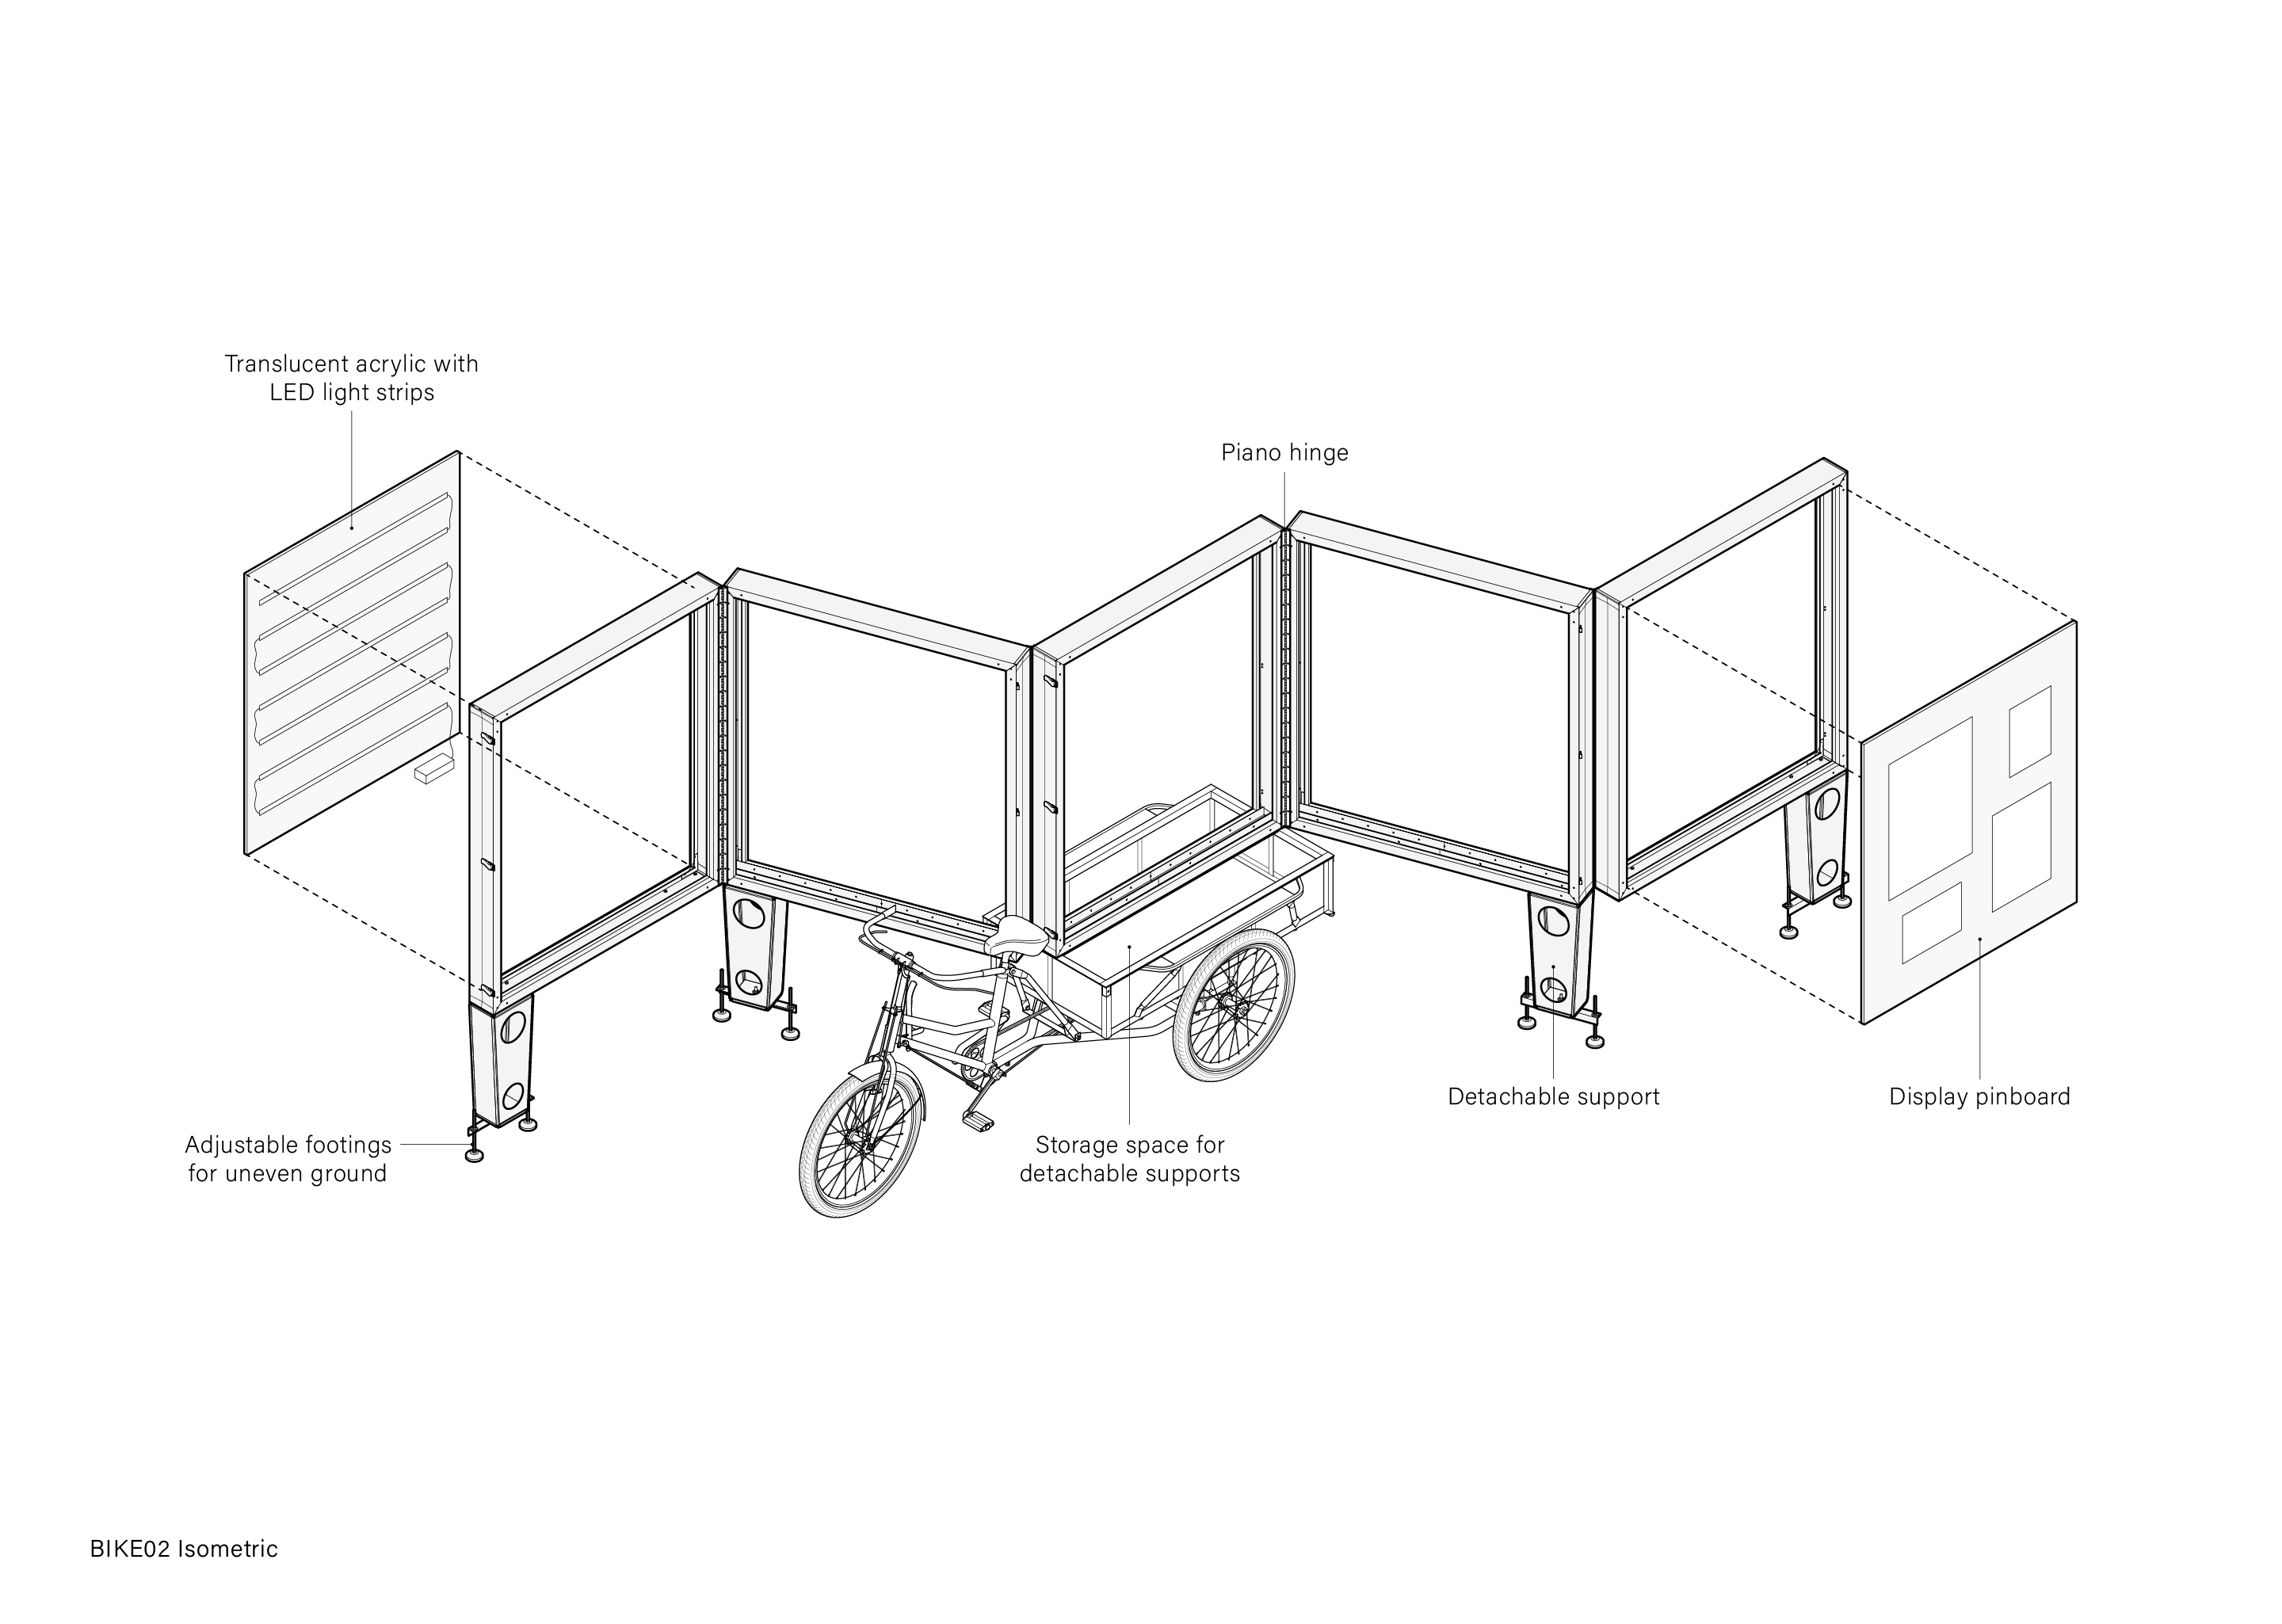 Translucent acrylic with
LED light strips
Piano hinge
Detachable support
Display pinboard
Adjustable footings
for uneven ground
Storage space for
detachable supports
BIKE02 Isometric